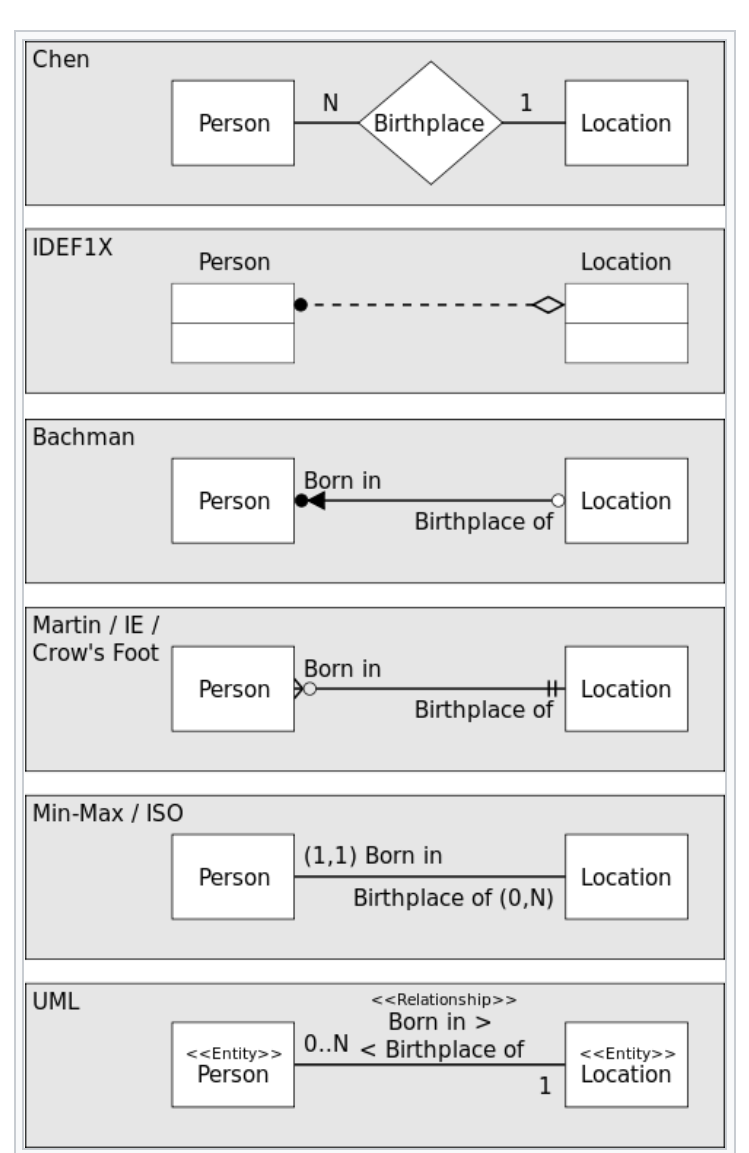 Chen
Person
N
Birthplace
1
Location
IDEF1X
Person
Location
Bachman
Person
Born in
Birthplace of
Location
Martin / IE /
Crow's Foot
Person
Born in
Birthplace of
Location
Min-Max / ISO
Person
(1,1) Born in
Birthplace of (0,N)
Location
UML
<<Entity>>
Person
0..N
<<Relationship>>
Born in >
< Birthplace of
1
<<Entity>>
Location